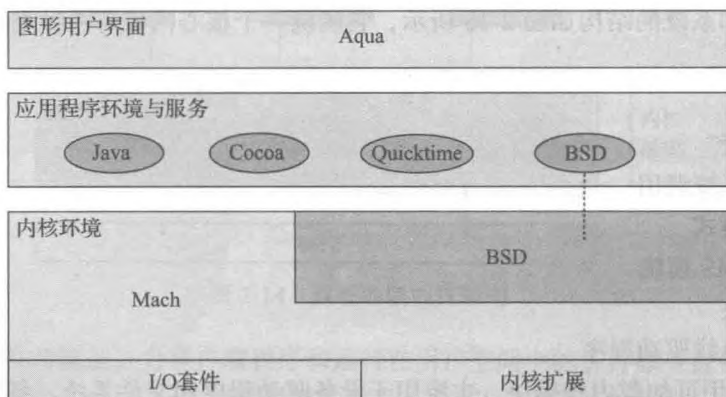 图形用户界面
Aqua
应用程序环境与服务
Java
Cocoa
Quicktime
BSD
内核环境
BSD
Mach
I/O套件
内核扩展